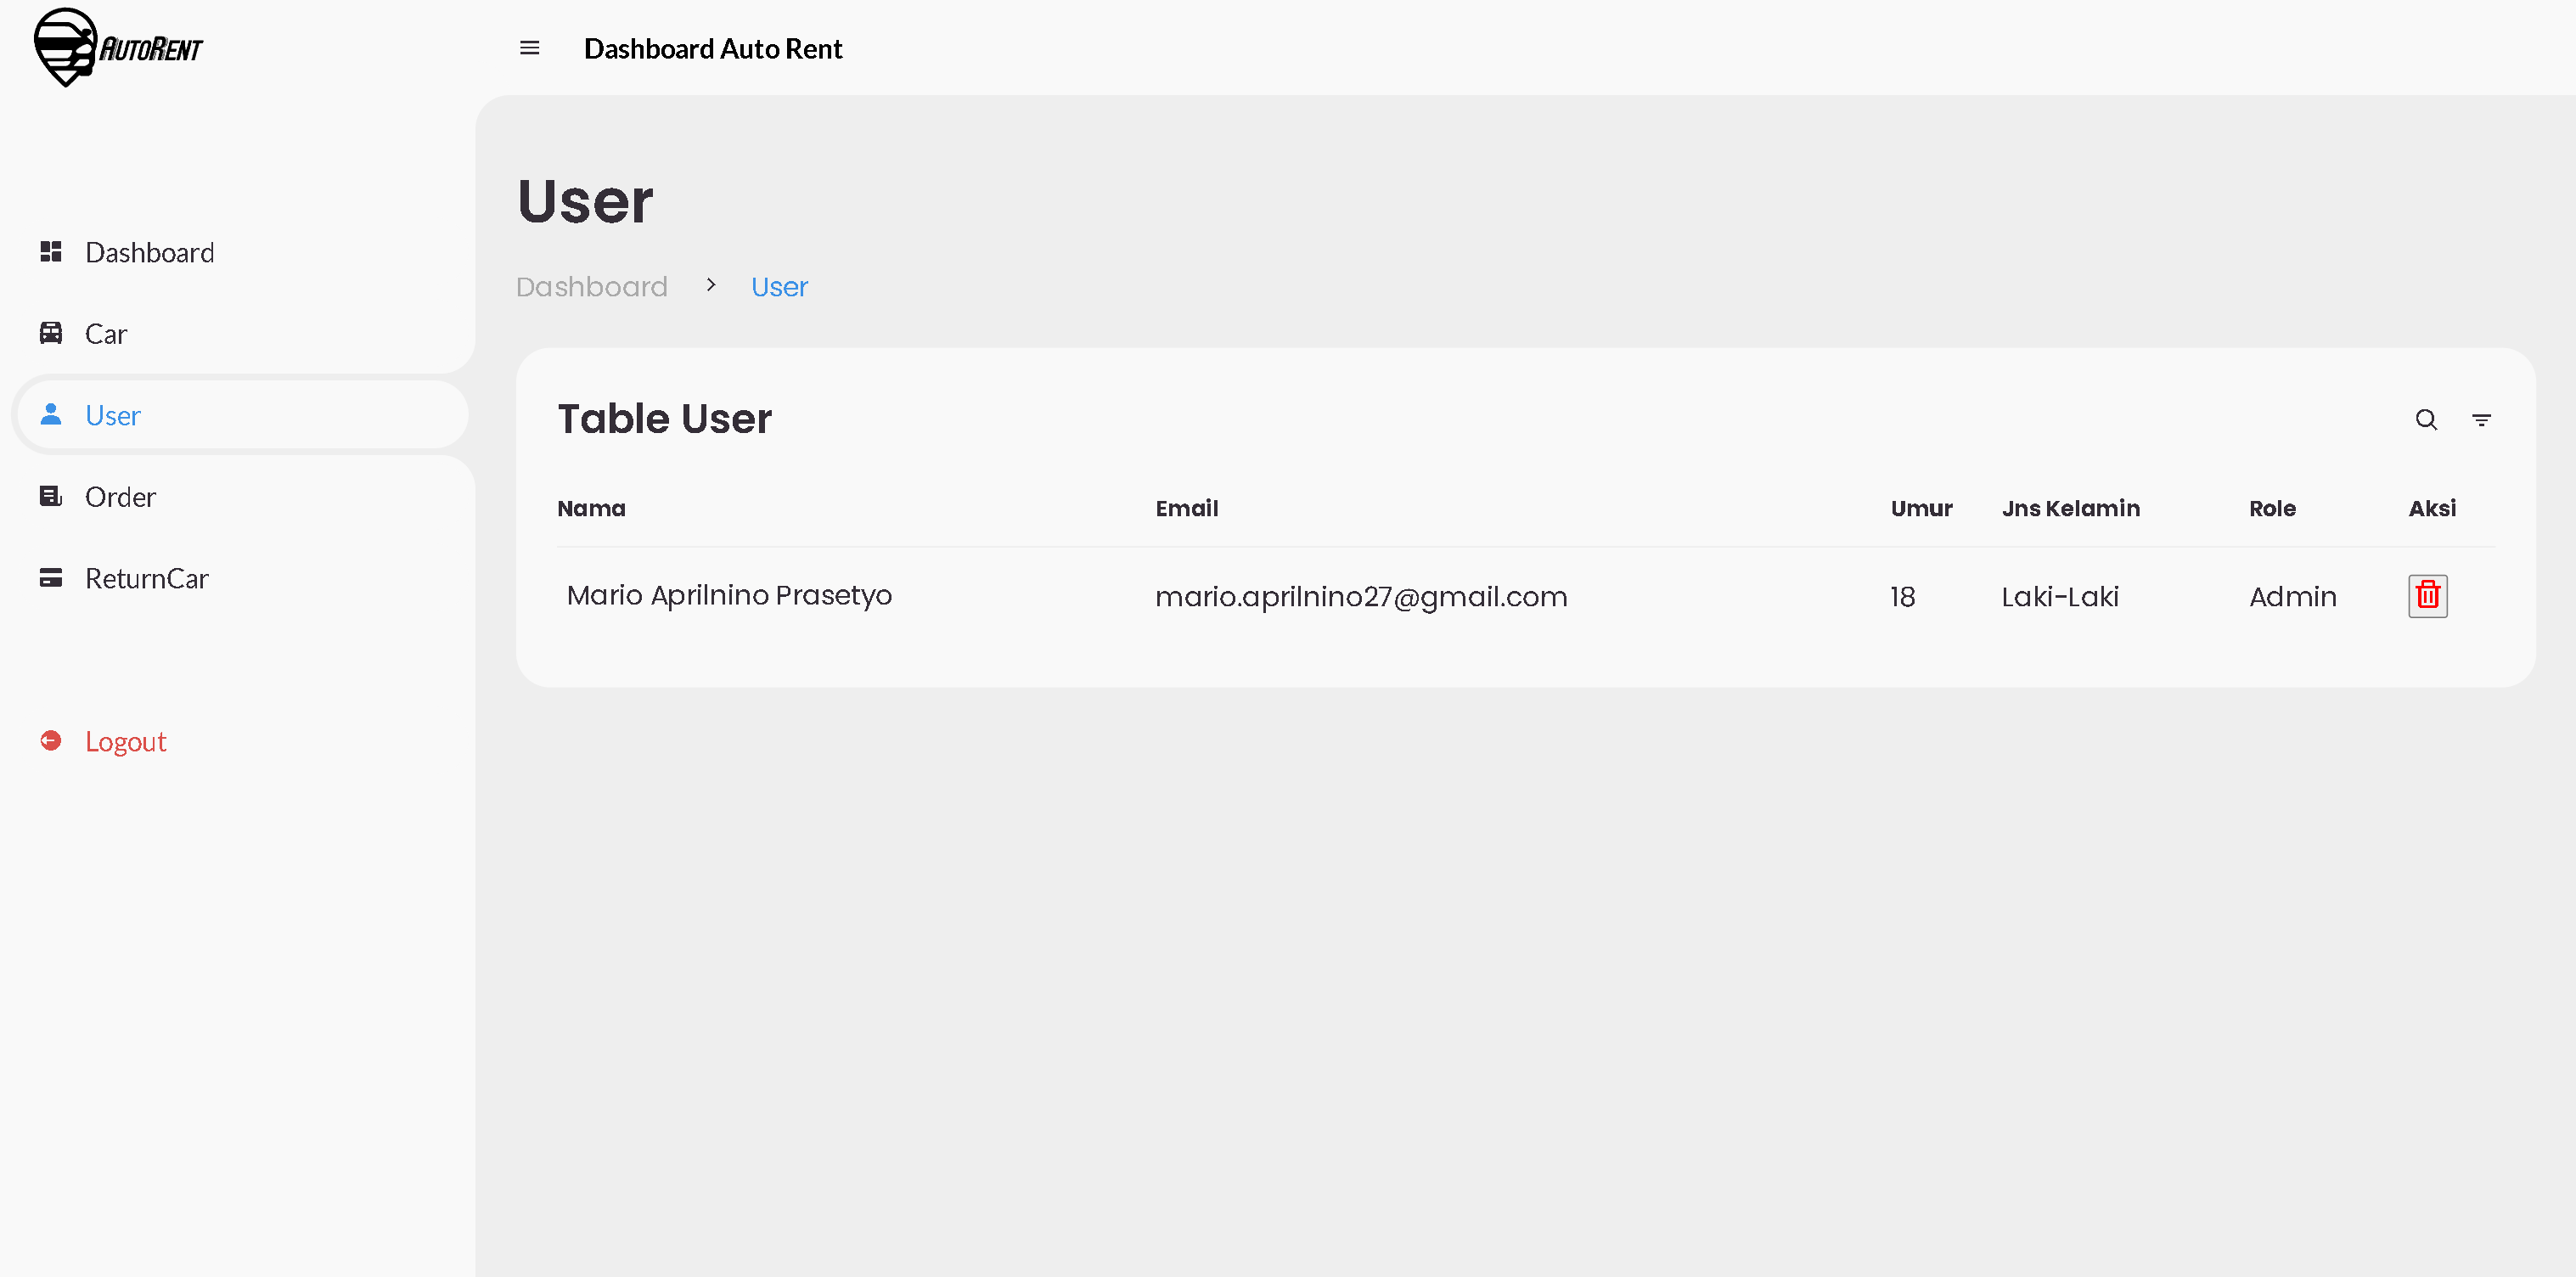 AUTORENT
Dashboard Auto Rent
Dashboard
Car
User
Order
ReturnCar
Logout
User
Dashboard > User
Table User
Nama Email Umur Jns Kelamin Role Aksi
Mario Aprilnino Prasetyo mario.aprilnino27@gmail.com 18 Laki-Laki Admin